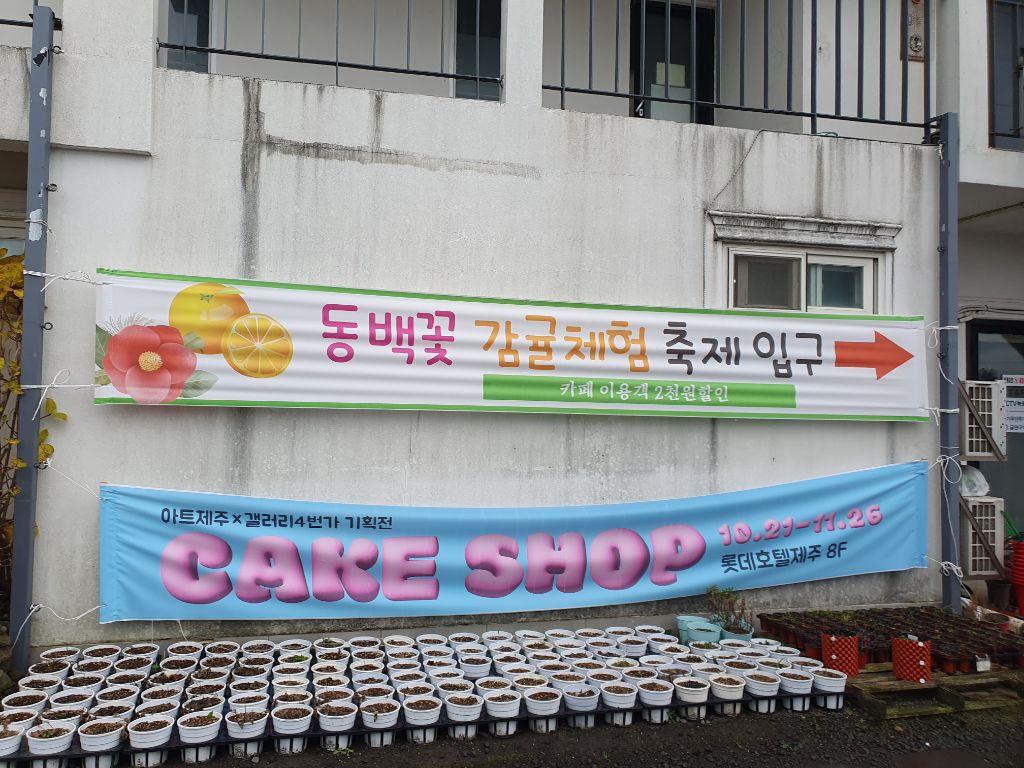 동백꽃 감귤체험 축제 입구
카페 이용객 2천원할인
아트제주×갤러리4번가 기획전
CAKE SHOP
10.21-11.26
롯데호텔제주 8F